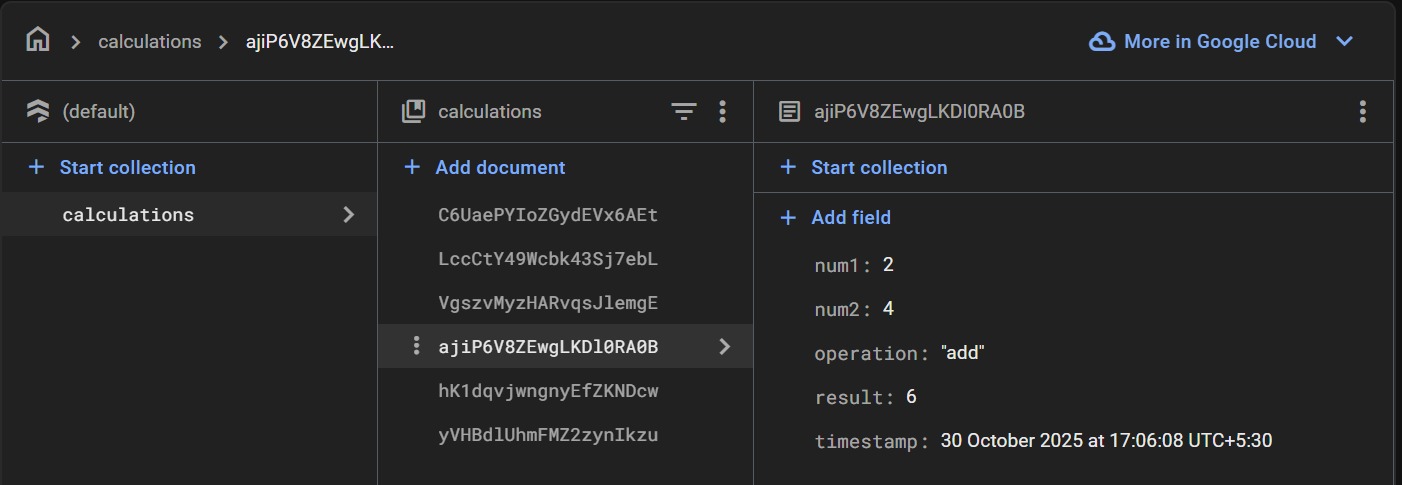 calculations
ajiP6V8ZEwgLK...
More in Google Cloud
(default)
calculations
ajiP6V8ZEwgLKDl0RA0B
+ Start collection
+ Add document
+ Start collection
calculations
C6UaePYIoZGydEVx6AEt
LccCtY49Wcbk43Sj7ebL
VgszvMyzHARvqsJlemgE
ajiP6V8ZEwgLKDl0RA0B
hK1dqvjwngnyEfZKNDcw
yVHBdlUhmFMZ2zynIkzu
+ Add field
num1: 2
num2: 4
operation: "add"
result: 6
timestamp: 30 October 2025 at 17:06:08 UTC+5:30